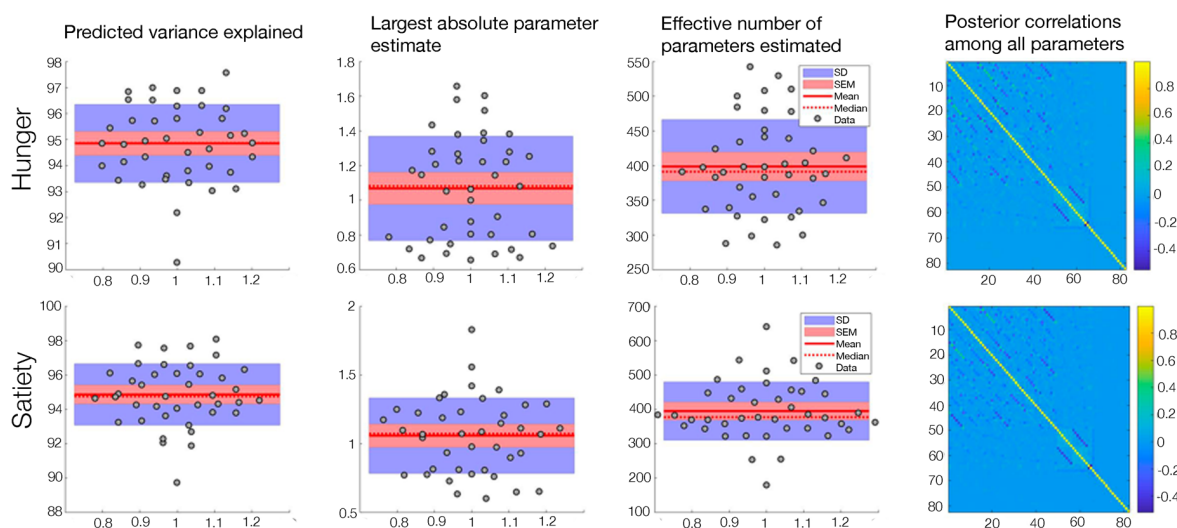 Predicted variance explained
Largest absolute parameter
estimate
Effective number of
parameters estimated
Posterior correlations
among all parameters
Hunger
98
97
96
95
94
93
92
91
90
0.8 0.9 1 1.1 1.2
1.8
1.6
1.4
1.2
1
0.8
0.6
0.8 0.9 1 1.1 1.2
550
500
450
400
350
300
250
0.9 1 1.1 1.2
SD
SEM
Mean
Median
Data
10
20
30
40
50
60
70
80
20 40 60 80
0.8
0.6
0.4
0.2
0
-0.2
-0.4
Satiety
100
98
96
94
92
90
88
0.8 0.9 1 1.1 1.2
2
1.5
1
0.5
0.8 0.9 1 1.1 1.2
700
600
500
400
300
200
100
0.8 0.9 1 1.1 1.2
SD
SEM
Mean
Median
Data
10
20
30
40
50
60
70
80
20 40 60 80
0.8
0.6
0.4
0.2
0
-0.2
-0.4